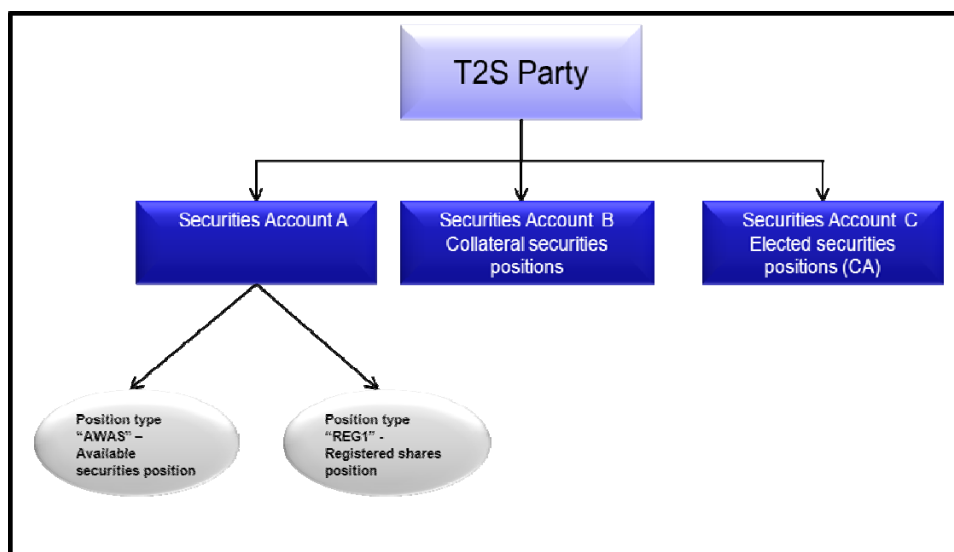 T2S Party
Securities Account A
Securities Account B
Collateral securities
positions
Securities Account C
Elected securities
positions (CA)
Position type
“AWAS” –
Available
securities position
Position type
“REG1” -
Registered shares
position